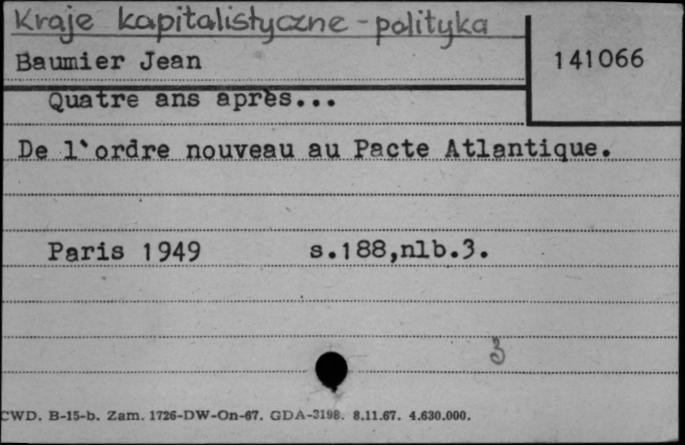 Kraje kapitalistyczne - polityka
Baumier Jean
141066
Quatre ans après...
De l'ordre nouveau au Pacte Atlantique.
Paris 1949 s.188,nlb.3.
3
CWD. B-15-b. Zam. 1726-DW-On-67. GDA-3198. 8.11.67. 4.630.000.